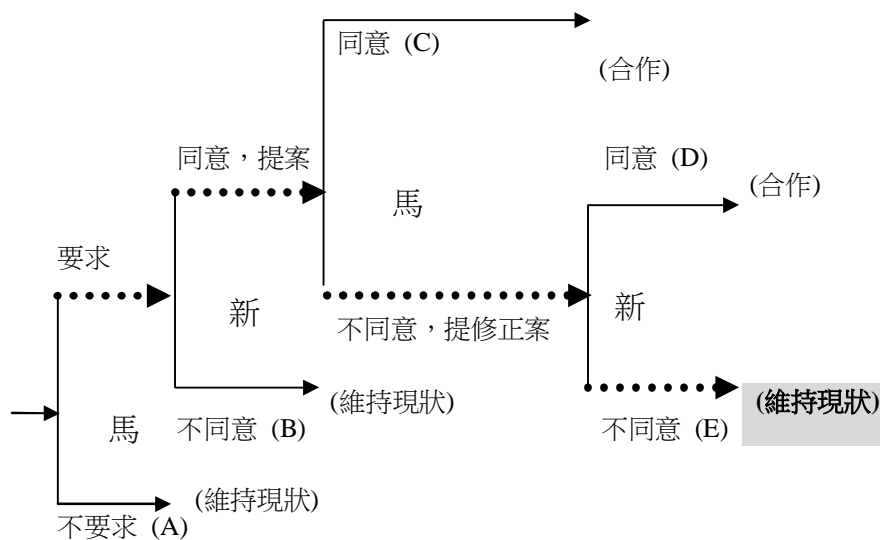 同意 (C)
(合作)
同意，提案
同意 (D)
(合作)
馬
要求
新
不同意，提修正案
新
(維持現狀)
(維持現狀)
馬
不同意 (B)
不同意 (E)
(維持現狀)
不要求 (A)